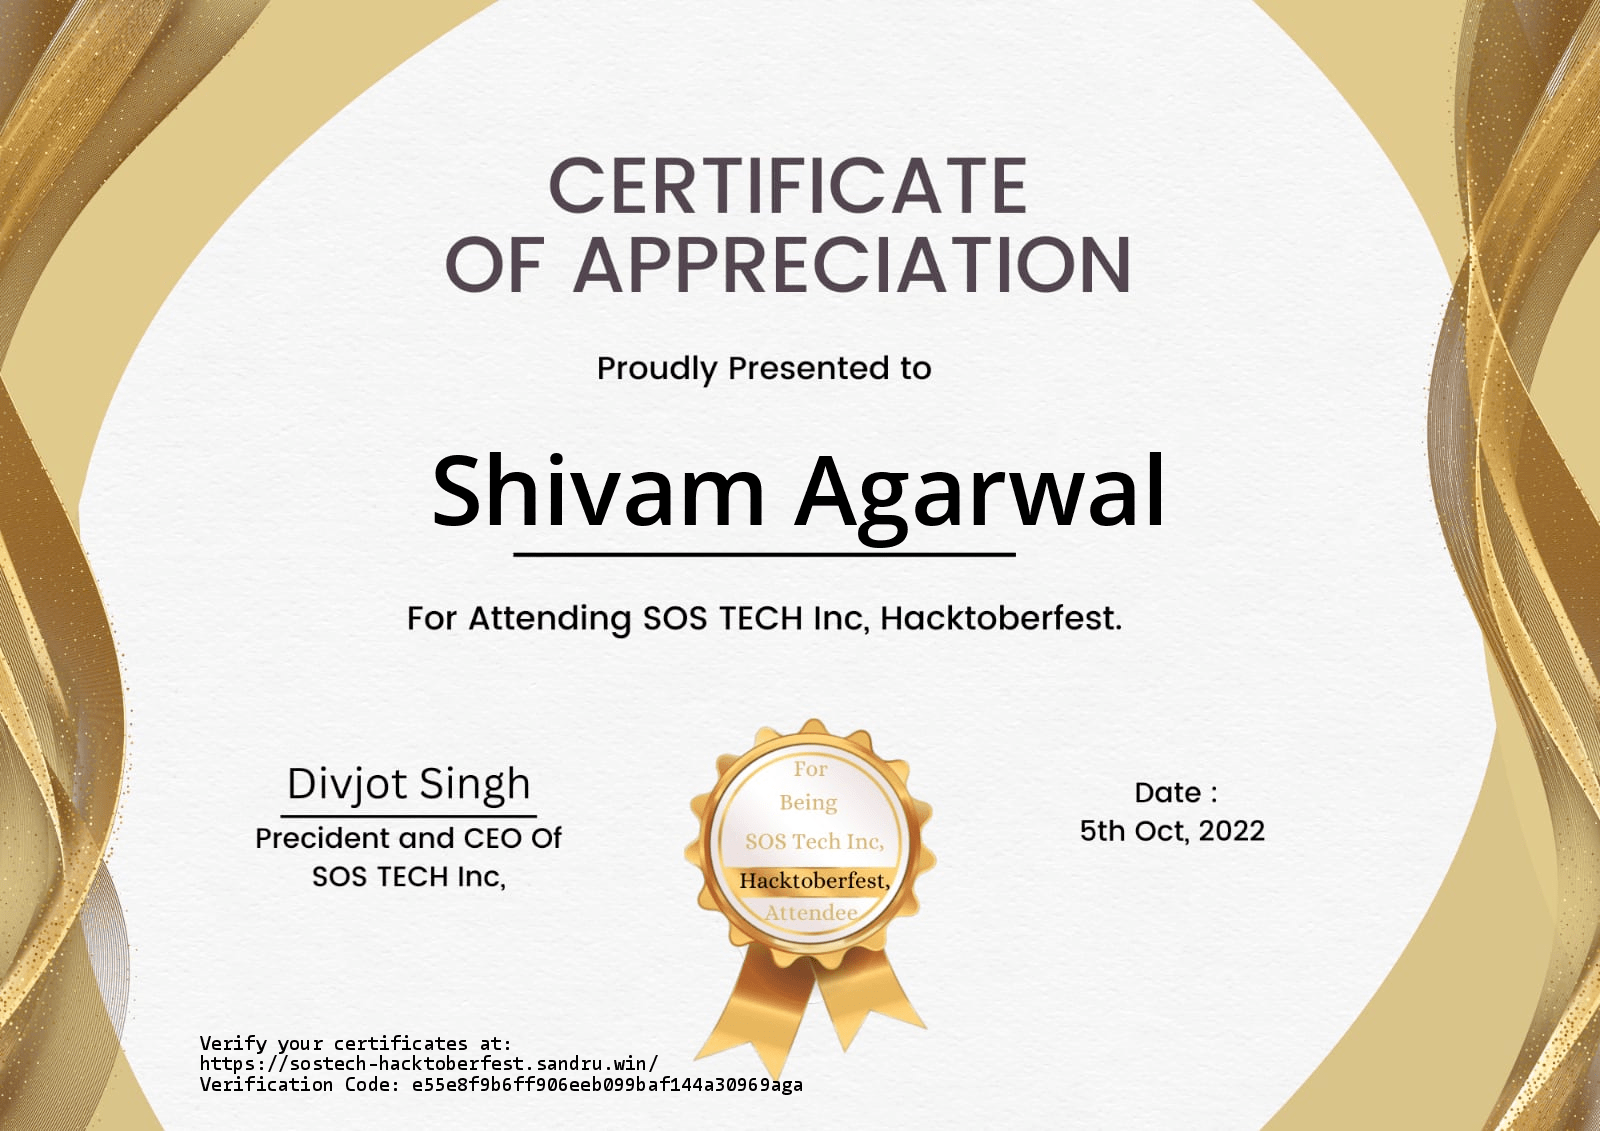 CERTIFICATE
OF APPRECIATION
Proudly Presented to
Shivam Agarwal
For Attending SOS TECH Inc, Hacktoberfest.
Divjot Singh
Precident and CEO Of
SOS TECH Inc,
For
Being
SOS Tech Inc,
Hacktoberfest,
Attendee
Date :
5th Oct, 2022
Verify your certificates at:
https://sostech-hacktoberfest.sandru.win/
Verification Code: e55e8f9b6ff906eeb099baf144a30969aga